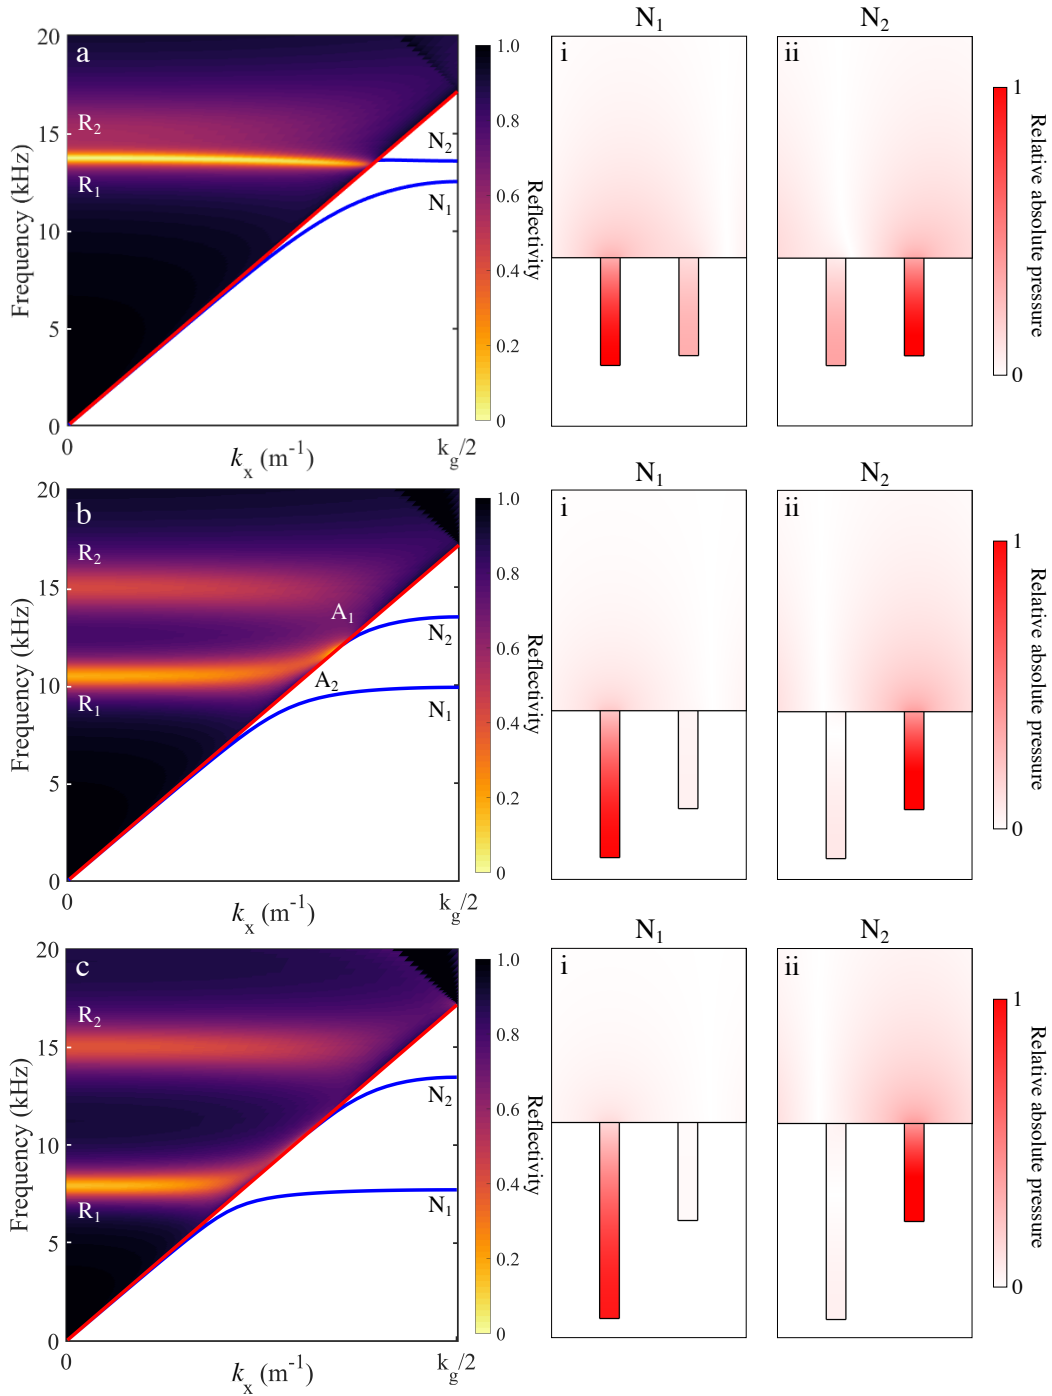 N₁
N₂
a
R₂
R₁
N₂
N₁
20
15
10
5
0
Frequency (kHz)
0
kₓ (m⁻¹)
k_g/2
1.0
0.8
0.6
0.4
0.2
0
Reflectivity
i
ii
1
0
Relative absolute pressure
N₁
N₂
b
R₂
R₁
A₁
A₂
N₂
N₁
20
15
10
5
0
Frequency (kHz)
0
kₓ (m⁻¹)
k_g/2
1.0
0.8
0.6
0.4
0.2
0
Reflectivity
i
ii
1
0
Relative absolute pressure
N₁
N₂
c
R₂
R₁
N₂
N₁
20
15
10
5
0
Frequency (kHz)
0
kₓ (m⁻¹)
k_g/2
1.0
0.8
0.6
0.4
0.2
0
Reflectivity
i
ii
1
0
Relative absolute pressure